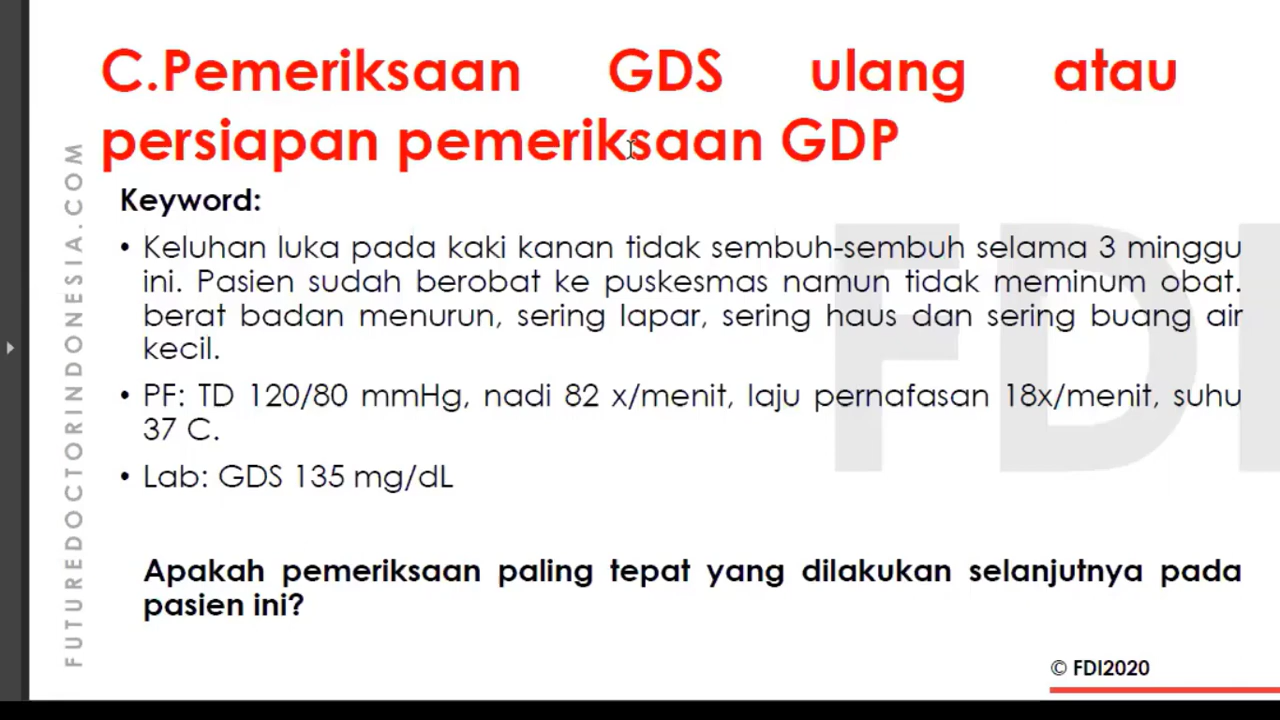 C.Pemeriksaan GDS ulang atau
persiapan pemeriksaan GDP
Keyword:
• Keluhan luka pada kaki kanan tidak sembuh-sembuh selama 3 minggu
ini. Pasien sudah berobat ke puskesmas namun tidak meminum obat.
berat badan menurun, sering lapar, sering haus dan sering buang air
kecil.
• PF: TD 120/80 mmHg, nadi 82 x/menit, laju pernafasan 18x/menit, suhu
37 C.
• Lab: GDS 135 mg/dL
Apakah pemeriksaan paling tepat yang dilakukan selanjutnya pada
pasien ini?
FUTUREDOCTORINDONESIA.COM
FDI
© FDI2020